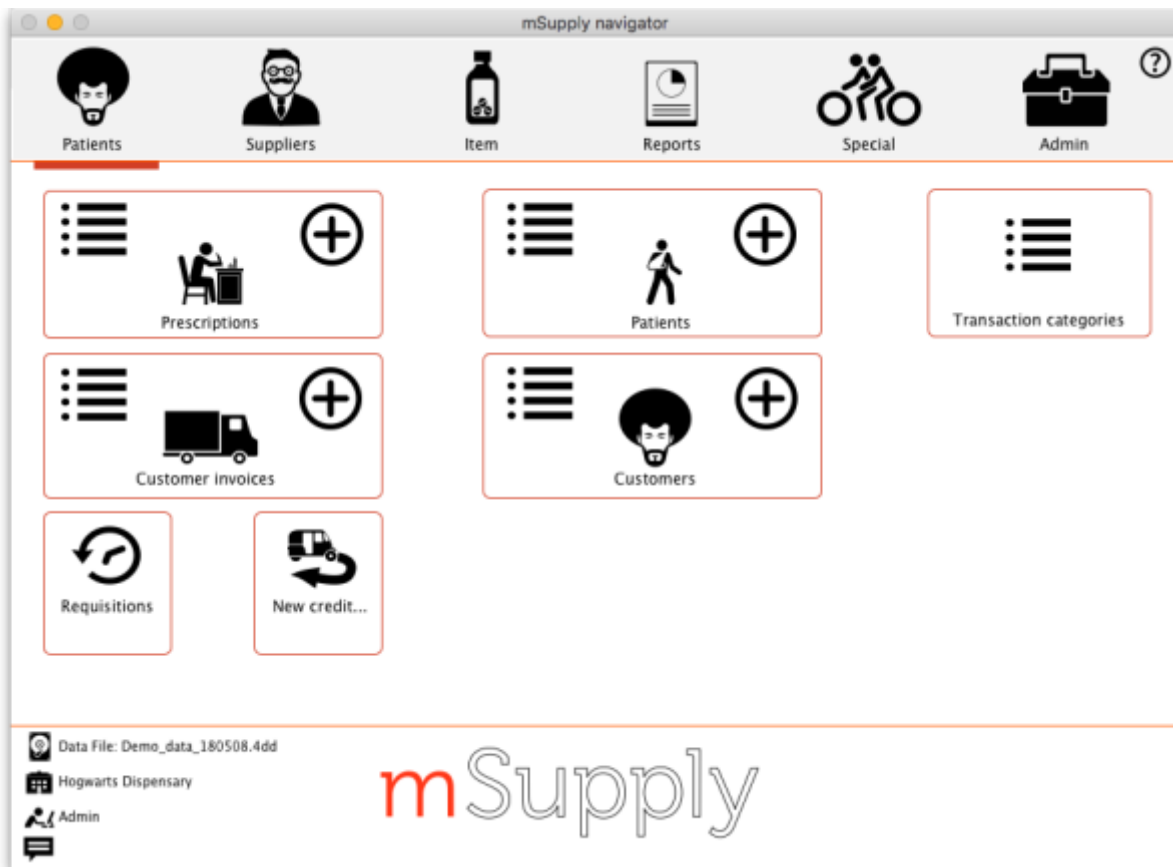 mSupply navigator
?
Patients
Suppliers
Item
Reports
Special
Admin
Prescriptions
Patients
Transaction categories
Customer invoices
Customers
Requisitions
New credit...
Data File: Demo_data_180508.4dd
Hogwarts Dispensary
Admin
mSupply